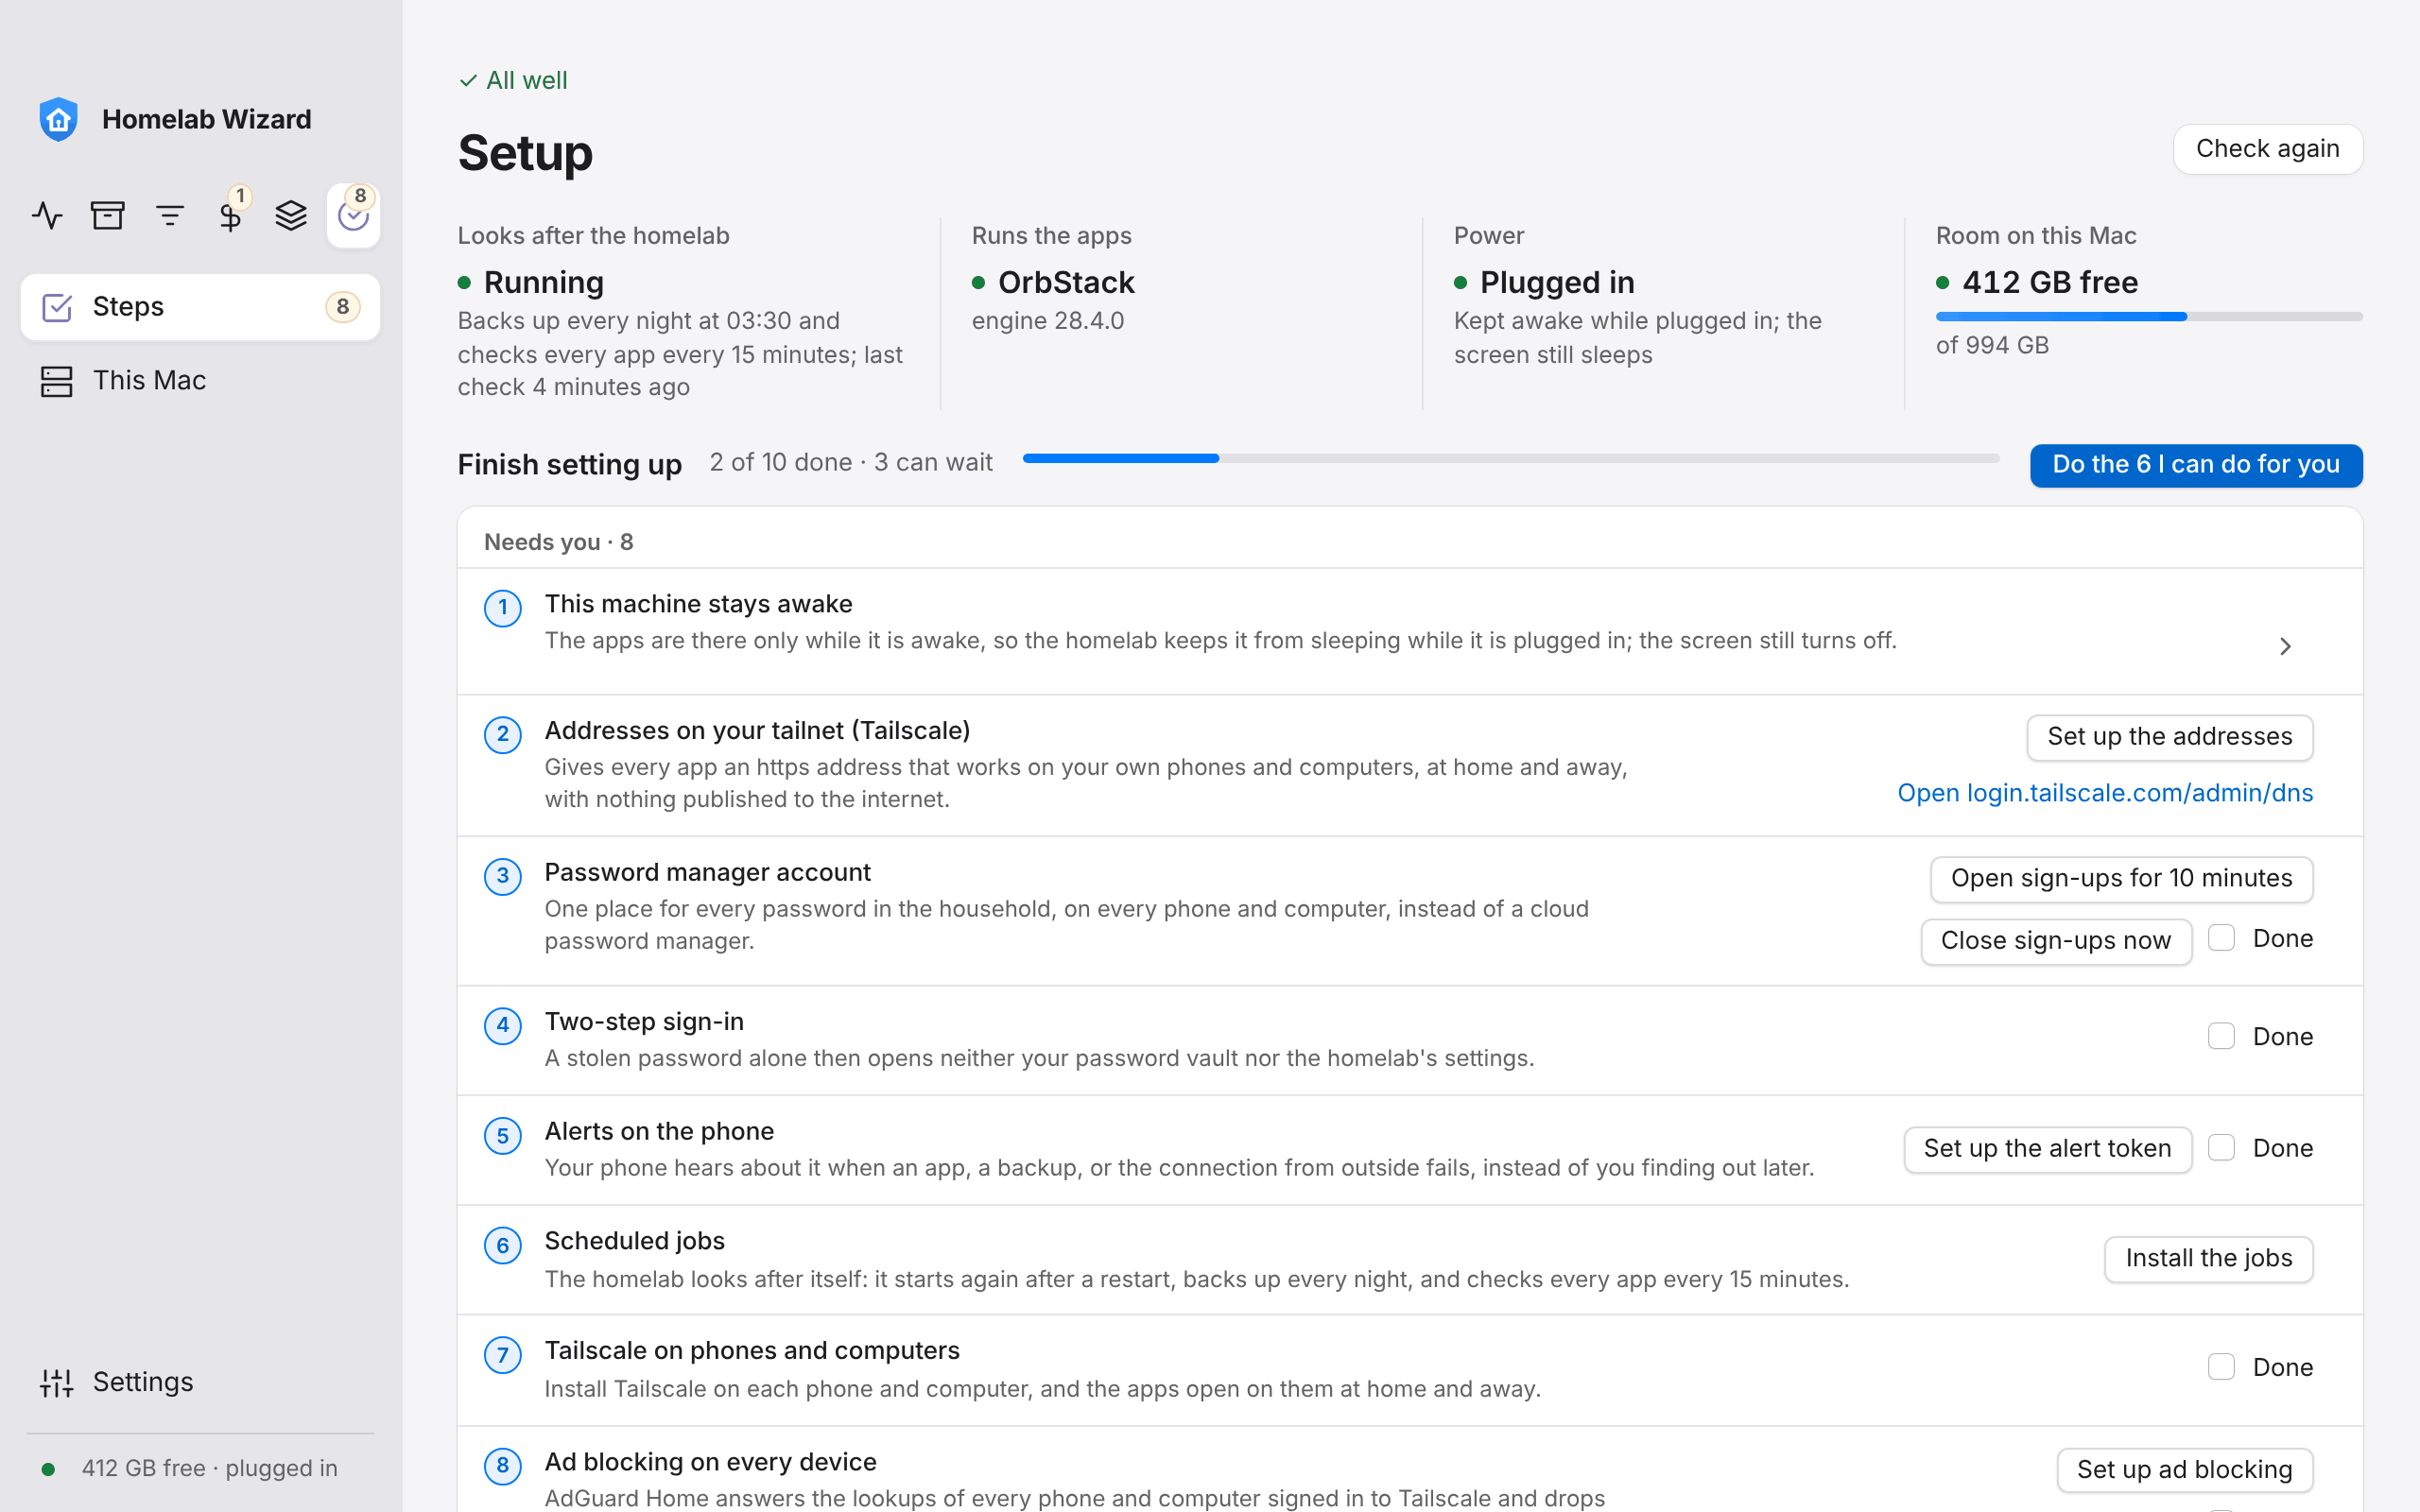 Homelab Wizard
1
8
Steps
8
This Mac
Settings
412 GB free · plugged in
All well
Setup
Check again
Looks after the homelab
Running
Backs up every night at 03:30 and
checks every app every 15 minutes; last
check 4 minutes ago
Runs the apps
OrbStack
engine 28.4.0
Power
Plugged in
Kept awake while plugged in; the
screen still sleeps
Room on this Mac
412 GB free
of 994 GB
Finish setting up
2 of 10 done · 3 can wait
Do the 6 I can do for you
Needs you · 8
1
This machine stays awake
The apps are there only while it is awake, so the homelab keeps it from sleeping while it is plugged in; the screen still turns off.
2
Addresses on your tailnet (Tailscale)
Gives every app an https address that works on your own phones and computers, at home and away,
with nothing published to the internet.
Set up the addresses
Open login.tailscale.com/admin/dns
3
Password manager account
One place for every password in the household, on every phone and computer, instead of a cloud
password manager.
Open sign-ups for 10 minutes
Close sign-ups now
Done
4
Two-step sign-in
A stolen password alone then opens neither your password vault nor the homelab's settings.
Done
5
Alerts on the phone
Your phone hears about it when an app, a backup, or the connection from outside fails, instead of you finding out later.
Set up the alert token
Done
6
Scheduled jobs
The homelab looks after itself: it starts again after a restart, backs up every night, and checks every app every 15 minutes.
Install the jobs
7
Tailscale on phones and computers
Install Tailscale on each phone and computer, and the apps open on them at home and away.
Done
8
Ad blocking on every device
AdGuard Home answers the lookups of every phone and computer signed in to Tailscale and drops
Set up ad blocking